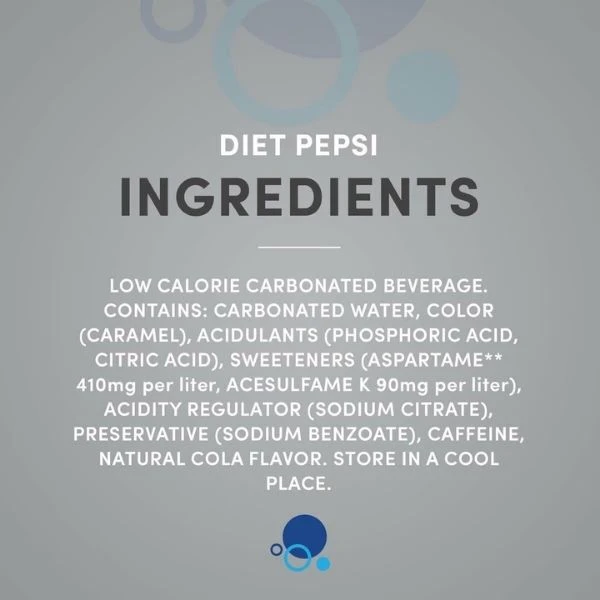 DIET PEPSI
INGREDIENTS
LOW CALORIE CARBONATED BEVERAGE.
CONTAINS: CARBONATED WATER, COLOR
(CARAMEL), ACIDULANTS (PHOSPHORIC ACID,
CITRIC ACID), SWEETENERS (ASPARTAME**
410mg per liter, ACESULFAME K 90mg per liter),
ACIDITY REGULATOR (SODIUM CITRATE),
PRESERVATIVE (SODIUM BENZOATE), CAFFEINE,
NATURAL COLA FLAVOR. STORE IN A COOL
PLACE.